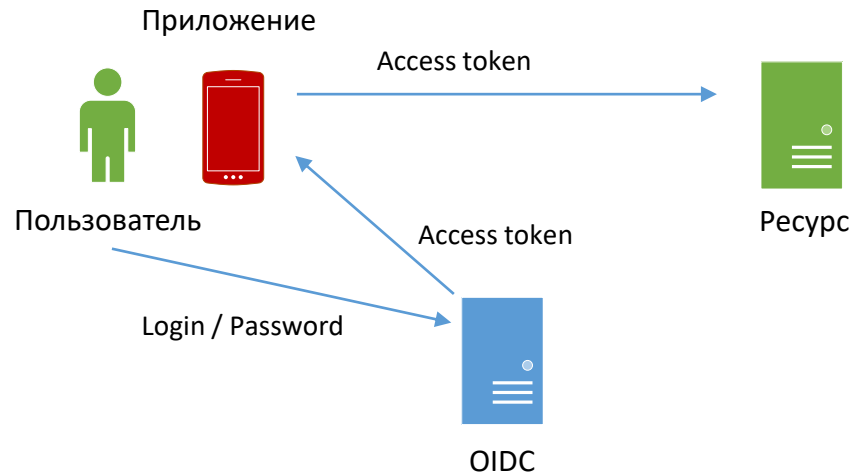 Приложение
Access token
Пользователь
Ресурс
Access token
Login / Password
OIDC